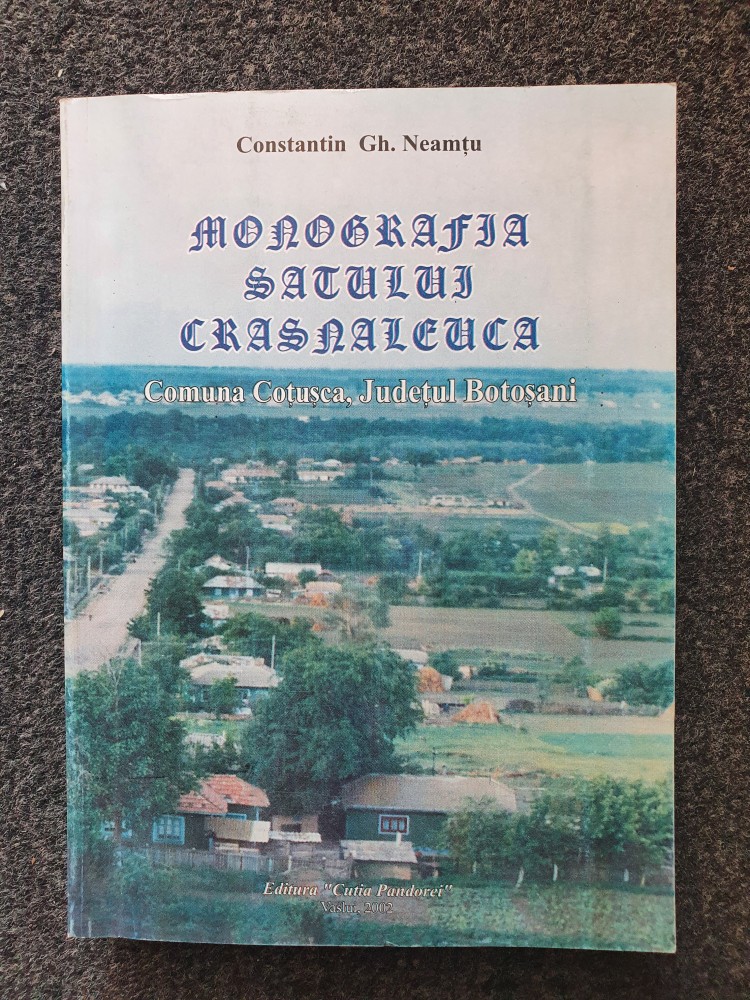 Constantin Gh. Neamțu
MONOGRAFIA
SATULUI
CRASNALEUCA
Comuna Coțușca, Județul Botoșani
Editura "Cutia Pandorei"
Vaslui, 2002